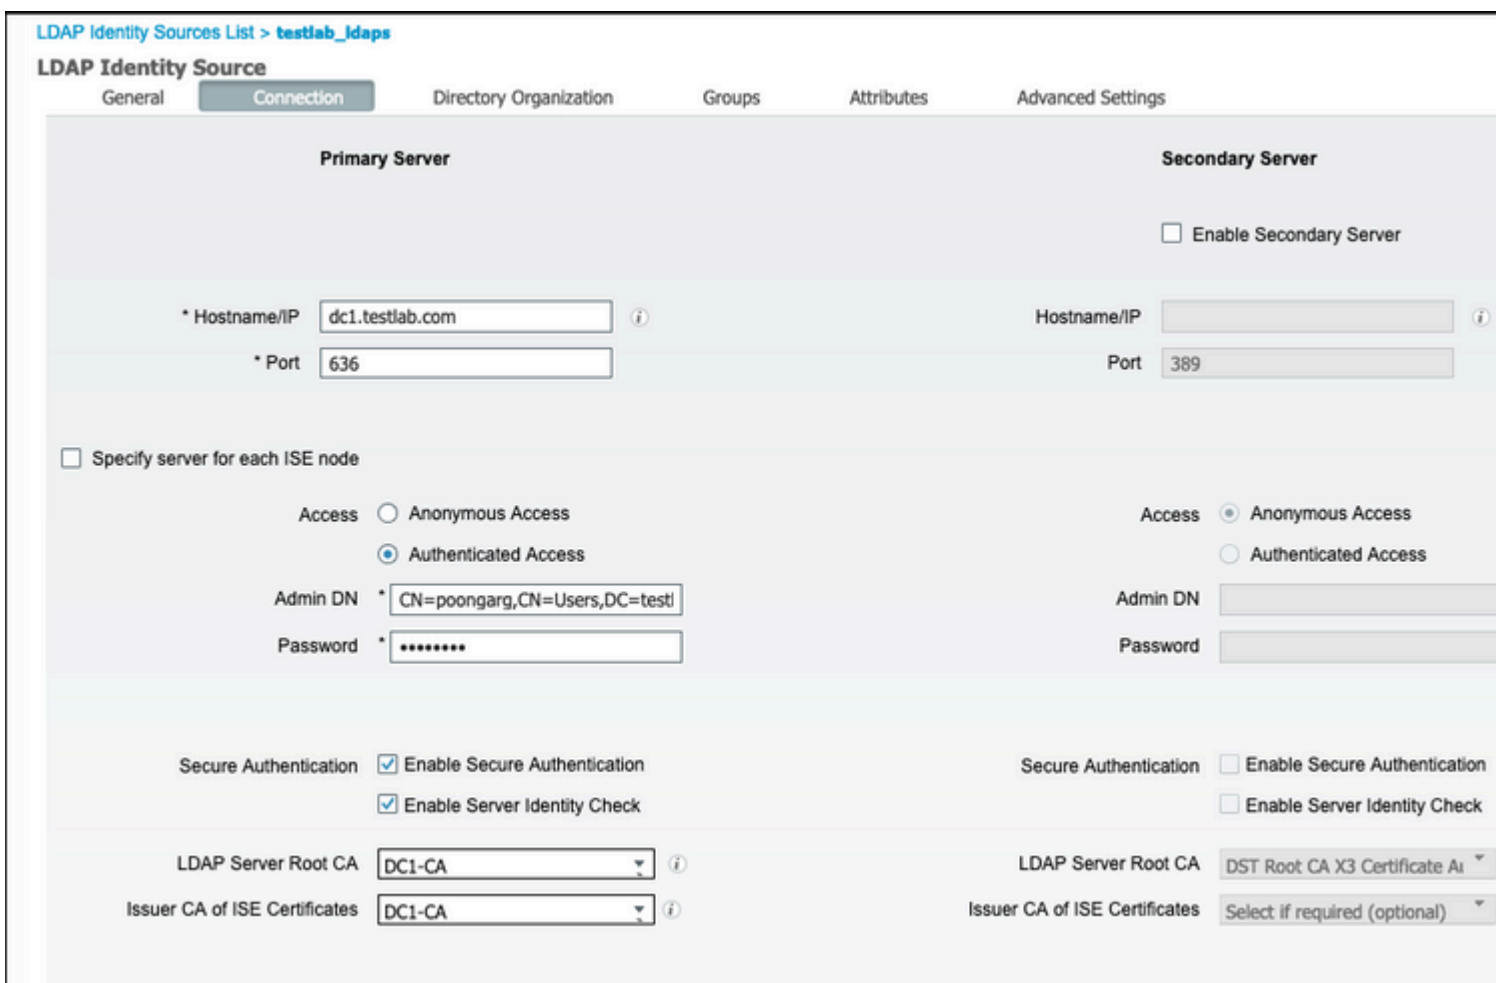 LDAP Identity Sources List > testlab_ldaps
LDAP Identity Source
General Connection Directory Organization Groups Attributes Advanced Settings
Primary Server Secondary Server
Enable Secondary Server
* Hostname/IP dc1.testlab.com i Hostname/IP i
* Port 636 Port 389
Specify server for each ISE node
Access Anonymous Access Access Anonymous Access
Authenticated Access Authenticated Access
Admin DN * CN=poongarg,CN=Users,DC=testl Admin DN
Password * •••••••• Password
Secure Authentication Enable Secure Authentication Secure Authentication Enable Secure Authentication
Enable Server Identity Check Enable Server Identity Check
LDAP Server Root CA DC1-CA i LDAP Server Root CA DST Root CA X3 Certificate Au
Issuer CA of ISE Certificates DC1-CA i Issuer CA of ISE Certificates Select if required (optional)